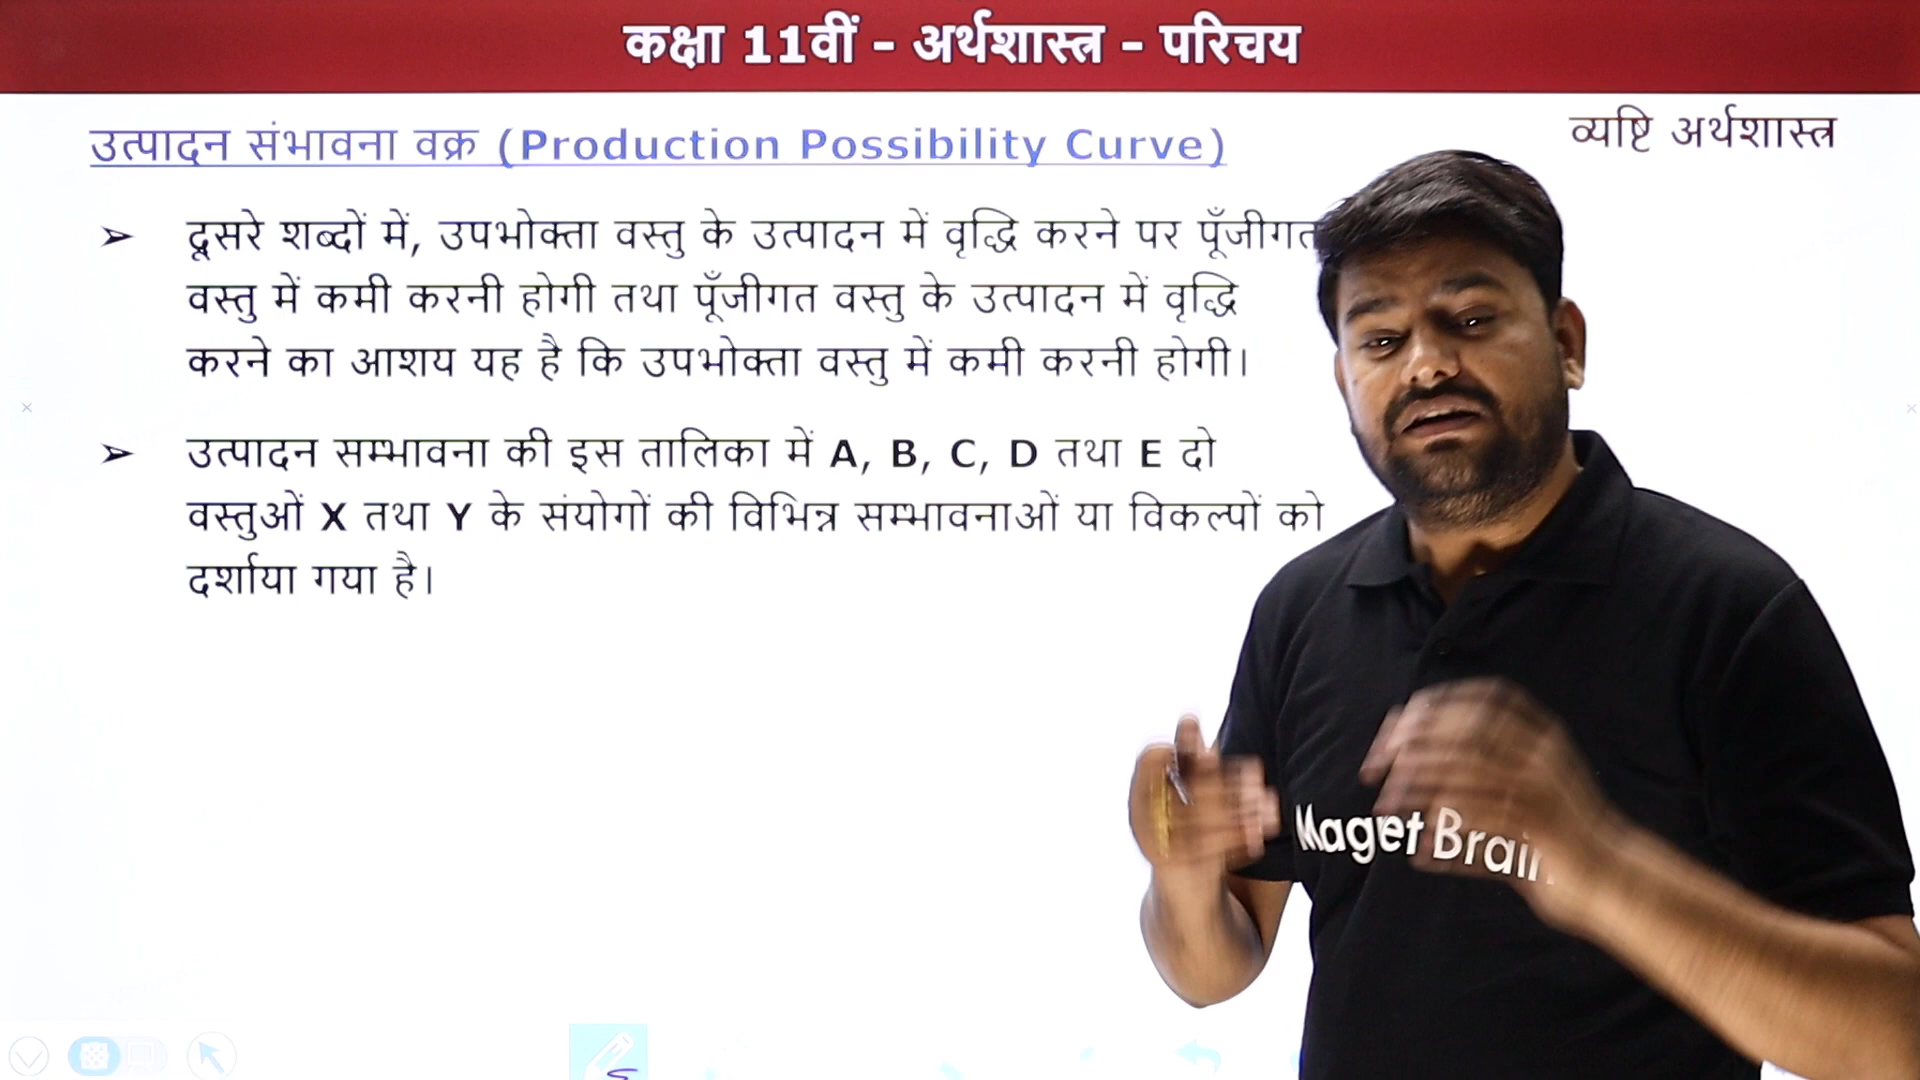 कक्षा 11वीं - अर्थशास्त्र - परिचय
व्यष्टि अर्थशास्त्र
उत्पादन संभावना वक्र (Production Possibility Curve)
➢ दूसरे शब्दों में, उपभोक्ता वस्तु के उत्पादन में वृद्धि करने पर पूँजीगत
वस्तु में कमी करनी होगी तथा पूँजीगत वस्तु के उत्पादन में वृद्धि
करने का आशय यह है कि उपभोक्ता वस्तु में कमी करनी होगी।
➢ उत्पादन सम्भावना की इस तालिका में A, B, C, D तथा E दो
वस्तुओं X तथा Y के संयोगों की विभिन्न सम्भावनाओं या विकल्पों को
दर्शाया गया है।
Magnet Brain